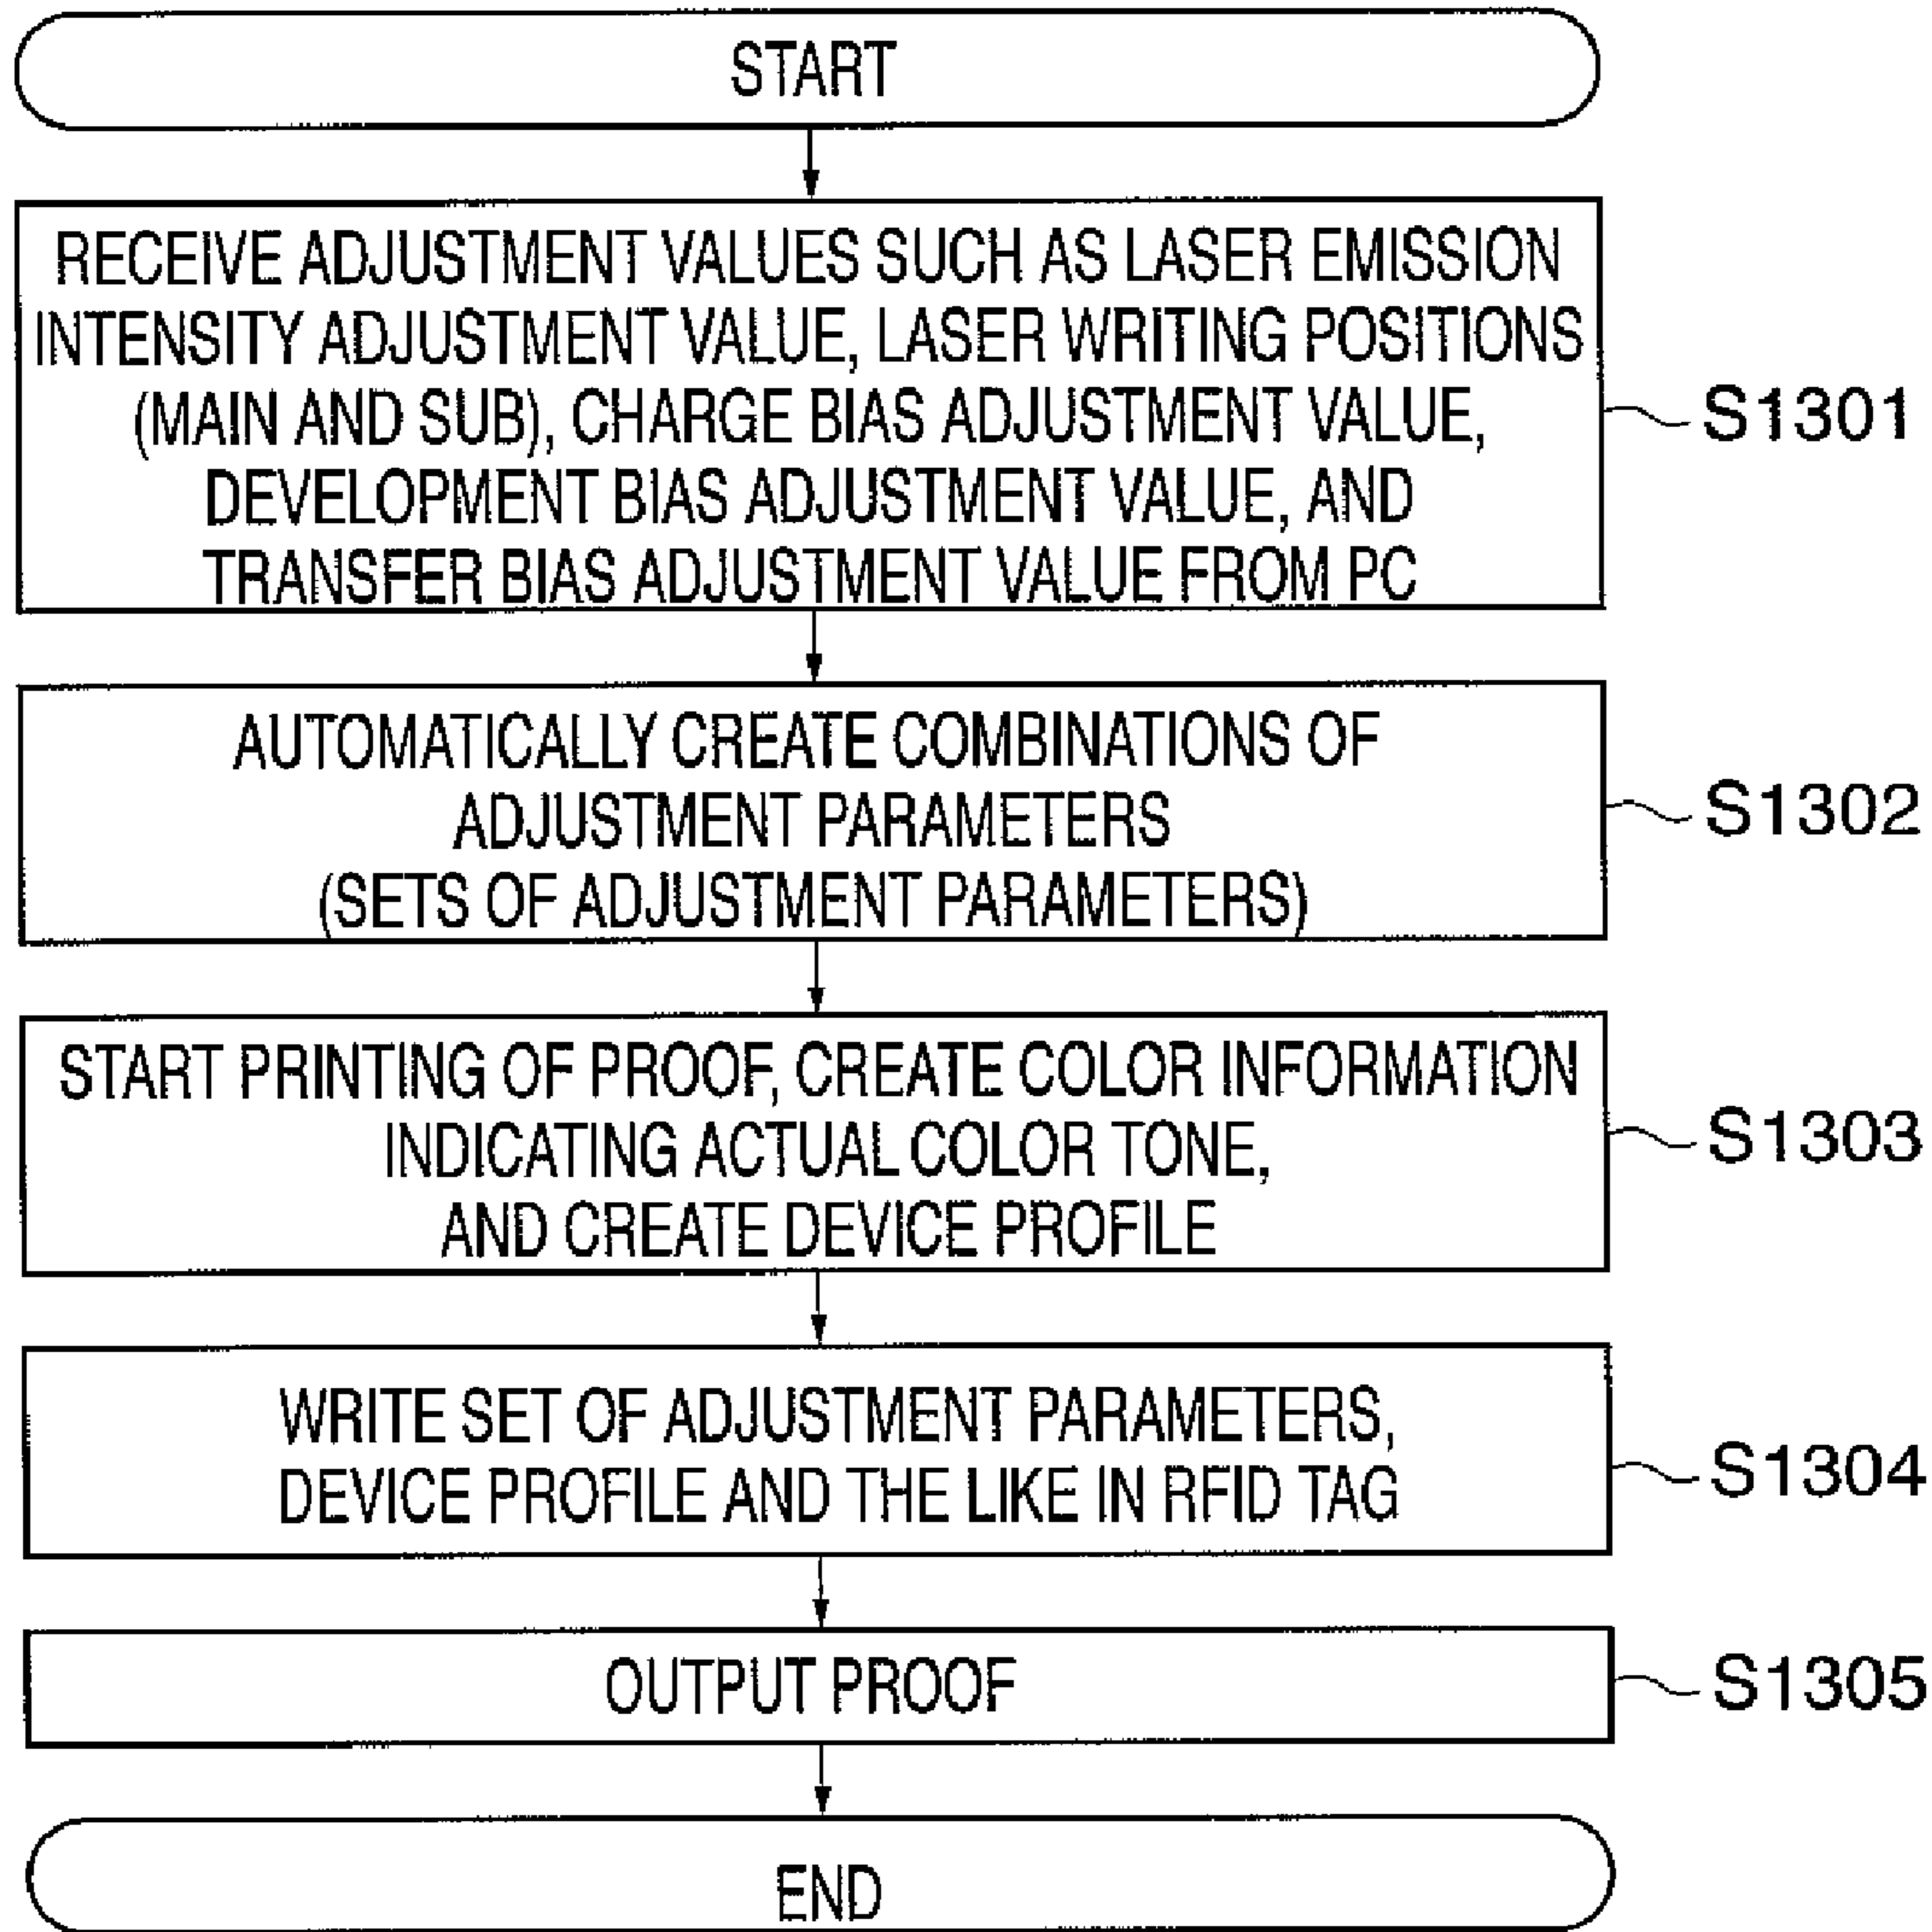 START
RECEIVE ADJUSTMENT VALUES SUCH AS LASER EMISSION
INTENSITY ADJUSTMENT VALUE, LASER WRITING POSITIONS
(MAIN AND SUB), CHARGE BIAS ADJUSTMENT VALUE,
DEVELOPMENT BIAS ADJUSTMENT VALUE, AND
TRANSFER BIAS ADJUSTMENT VALUE FROM PC
S1301
AUTOMATICALLY CREATE COMBINATIONS OF
ADJUSTMENT PARAMETERS
(SETS OF ADJUSTMENT PARAMETERS)
S1302
START PRINTING OF PROOF, CREATE COLOR INFORMATION
INDICATING ACTUAL COLOR TONE,
AND CREATE DEVICE PROFILE
S1303
WRITE SET OF ADJUSTMENT PARAMETERS,
DEVICE PROFILE AND THE LIKE IN RFID TAG
S1304
OUTPUT PROOF
S1305
END